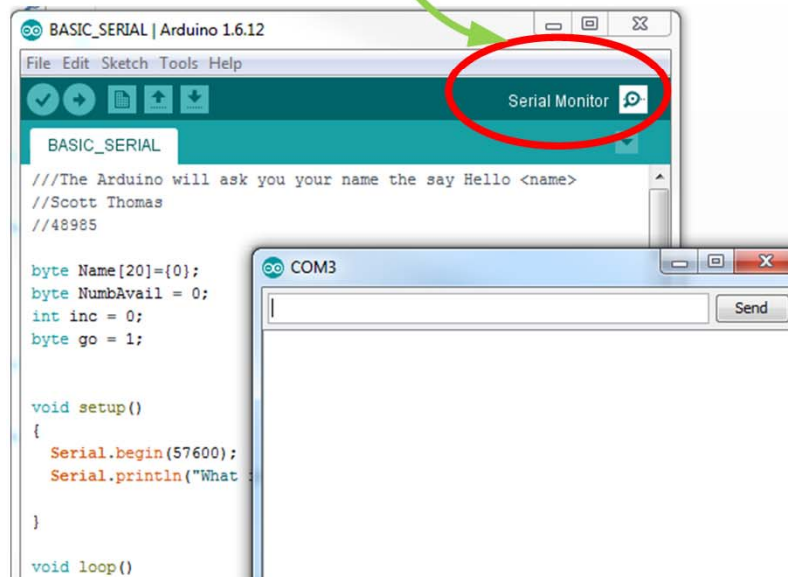 BASIC_SERIAL | Arduino 1.6.12
File Edit Sketch Tools Help
Serial Monitor
BASIC_SERIAL
///The Arduino will ask you your name the say Hello <name>
//Scott Thomas
//48985
byte Name[20]={0};
byte NumbAvail = 0;
int inc = 0;
byte go = 1;
void setup()
{
Serial.begin(57600);
Serial.println("What
}
void loop()
COM3
Send